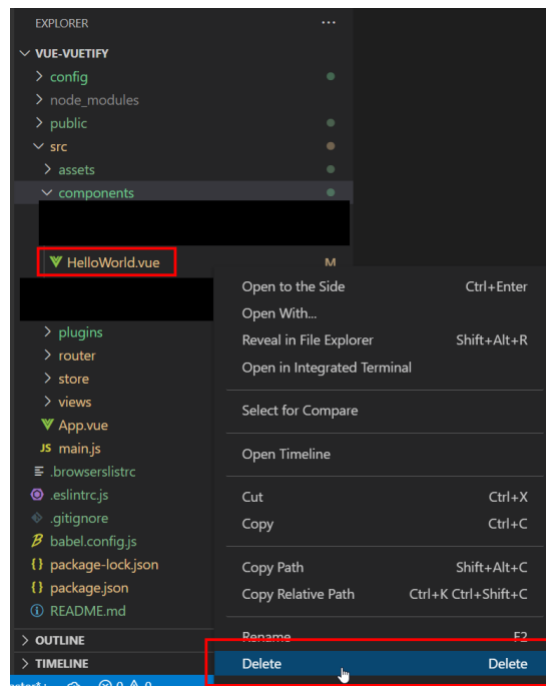 EXPLORER ...
VUE-VUETIFY
config
node_modules
public
src
assets
components
HelloWorld.vue M
Open to the Side Ctrl+Enter
Open With...
Reveal in File Explorer Shift+Alt+R
Open in Integrated Terminal
Select for Compare
Open Timeline
Cut Ctrl+X
Copy Ctrl+C
Copy Path Shift+Alt+C
Copy Relative Path Ctrl+K Ctrl+Shift+C
Rename F2
Delete Delete
plugins
router
store
views
App.vue
JS main.js
.browserslistrc
.eslintrc.js
.gitignore
babel.config.js
{} package-lock.json
{} package.json
README.md
OUTLINE
TIMELINE